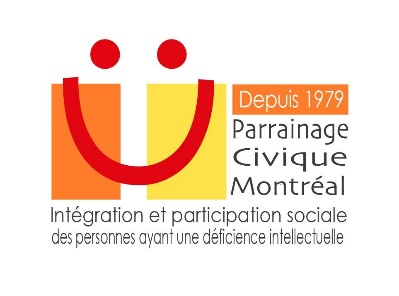 Depuis 1979
Parrainage
Civique
Montréal
Intégration et participation sociale
des personnes ayant une déficience intellectuelle